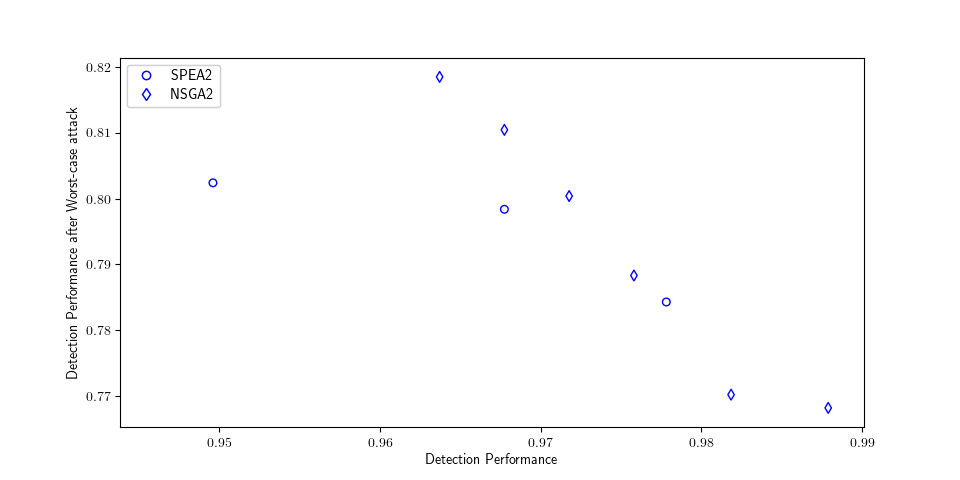 SPEA2
NSGA2
0.82
0.81
0.80
0.79
0.78
0.77
Detection Performance after Worst-case attack
0.95 0.96 0.97 0.98 0.99
Detection Performance